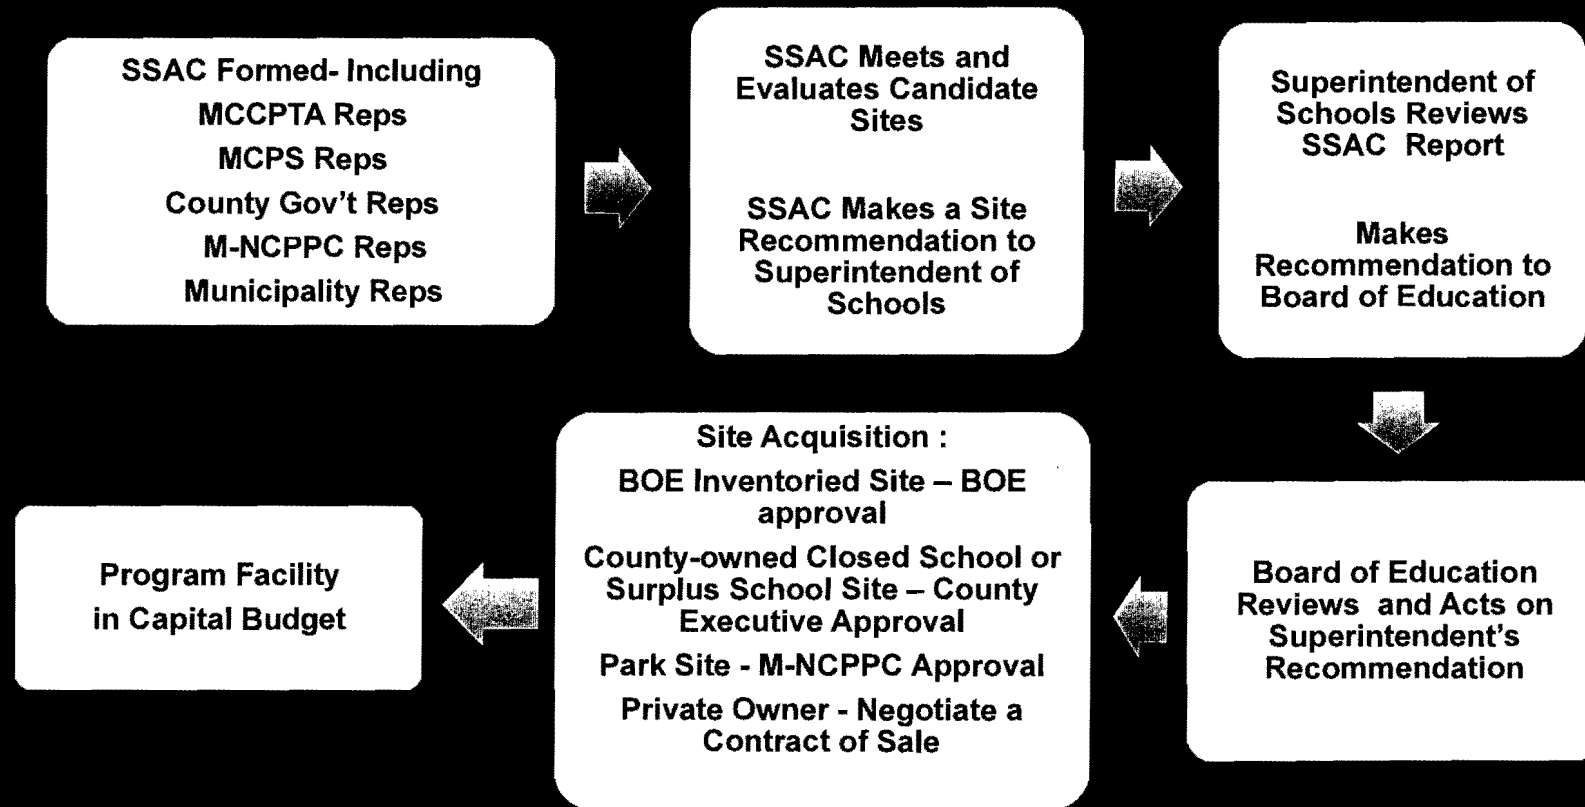 SSAC Formed- Including
MCCPTA Reps
MCPS Reps
County Gov't Reps
M-NCPPC Reps
Municipality Reps
SSAC Meets and
Evaluates Candidate
Sites
SSAC Makes a Site
Recommendation to
Superintendent of
Schools
Superintendent of
Schools Reviews
SSAC Report
Makes
Recommendation to
Board of Education
Board of Education
Reviews and Acts on
Superintendent's
Recommendation
Site Acquisition :
BOE Inventoried Site – BOE
approval
County-owned Closed School or
Surplus School Site – County
Executive Approval
Park Site - M-NCPPC Approval
Private Owner - Negotiate a
Contract of Sale
Program Facility
in Capital Budget